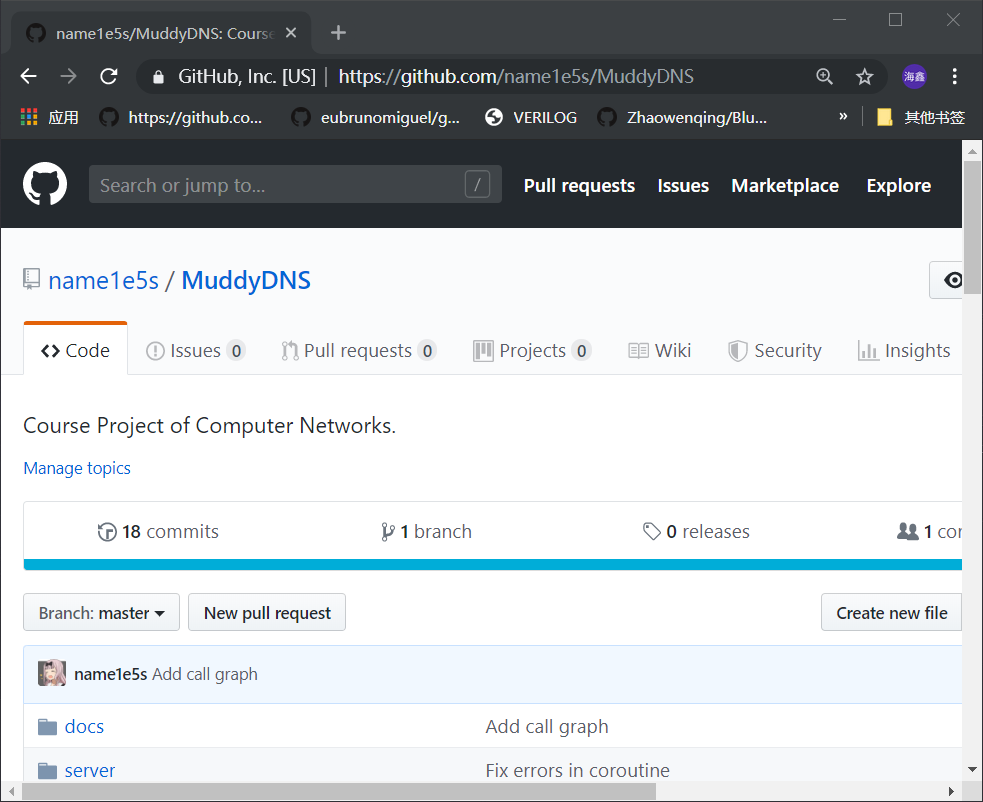 name1e5s/MuddyDNS: Course
GitHub, Inc. [US] | https://github.com/name1e5s/MuddyDNS 海鑫
应用 https://github.co... eubrunomiguel/g... VERILOG Zhaowenqing/Blu... » 其他书签
Search or jump to... / Pull requests Issues Marketplace Explore
name1e5s / MuddyDNS
Code Issues 0 Pull requests 0 Projects 0 Wiki Security Insights
Course Project of Computer Networks.
Manage topics
18 commits 1 branch 0 releases 1 cor
Branch: master New pull request Create new file
name1e5s Add call graph
docs Add call graph
server Fix errors in coroutine